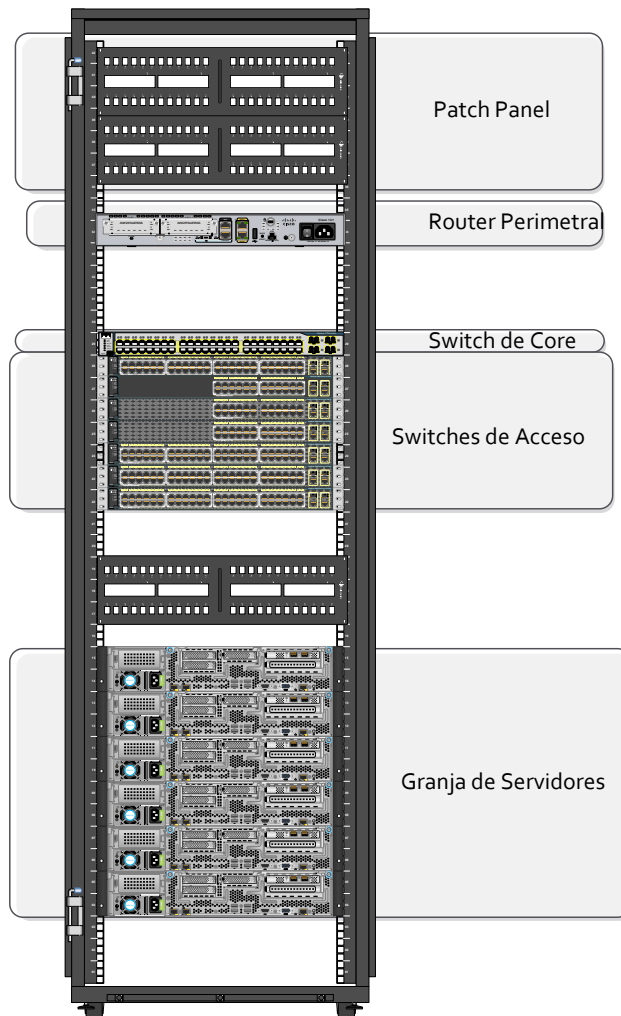 Patch Panel
Router Perimetral
Switch de Core
Switches de Acceso
Granja de Servidores